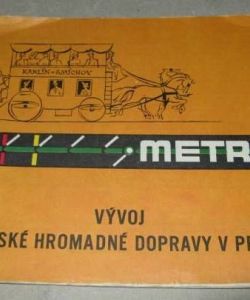 KARLÍN-SMÍCHOV
METR
VÝVOJ
SKÉ HROMADNÉ DOPRAVY V P